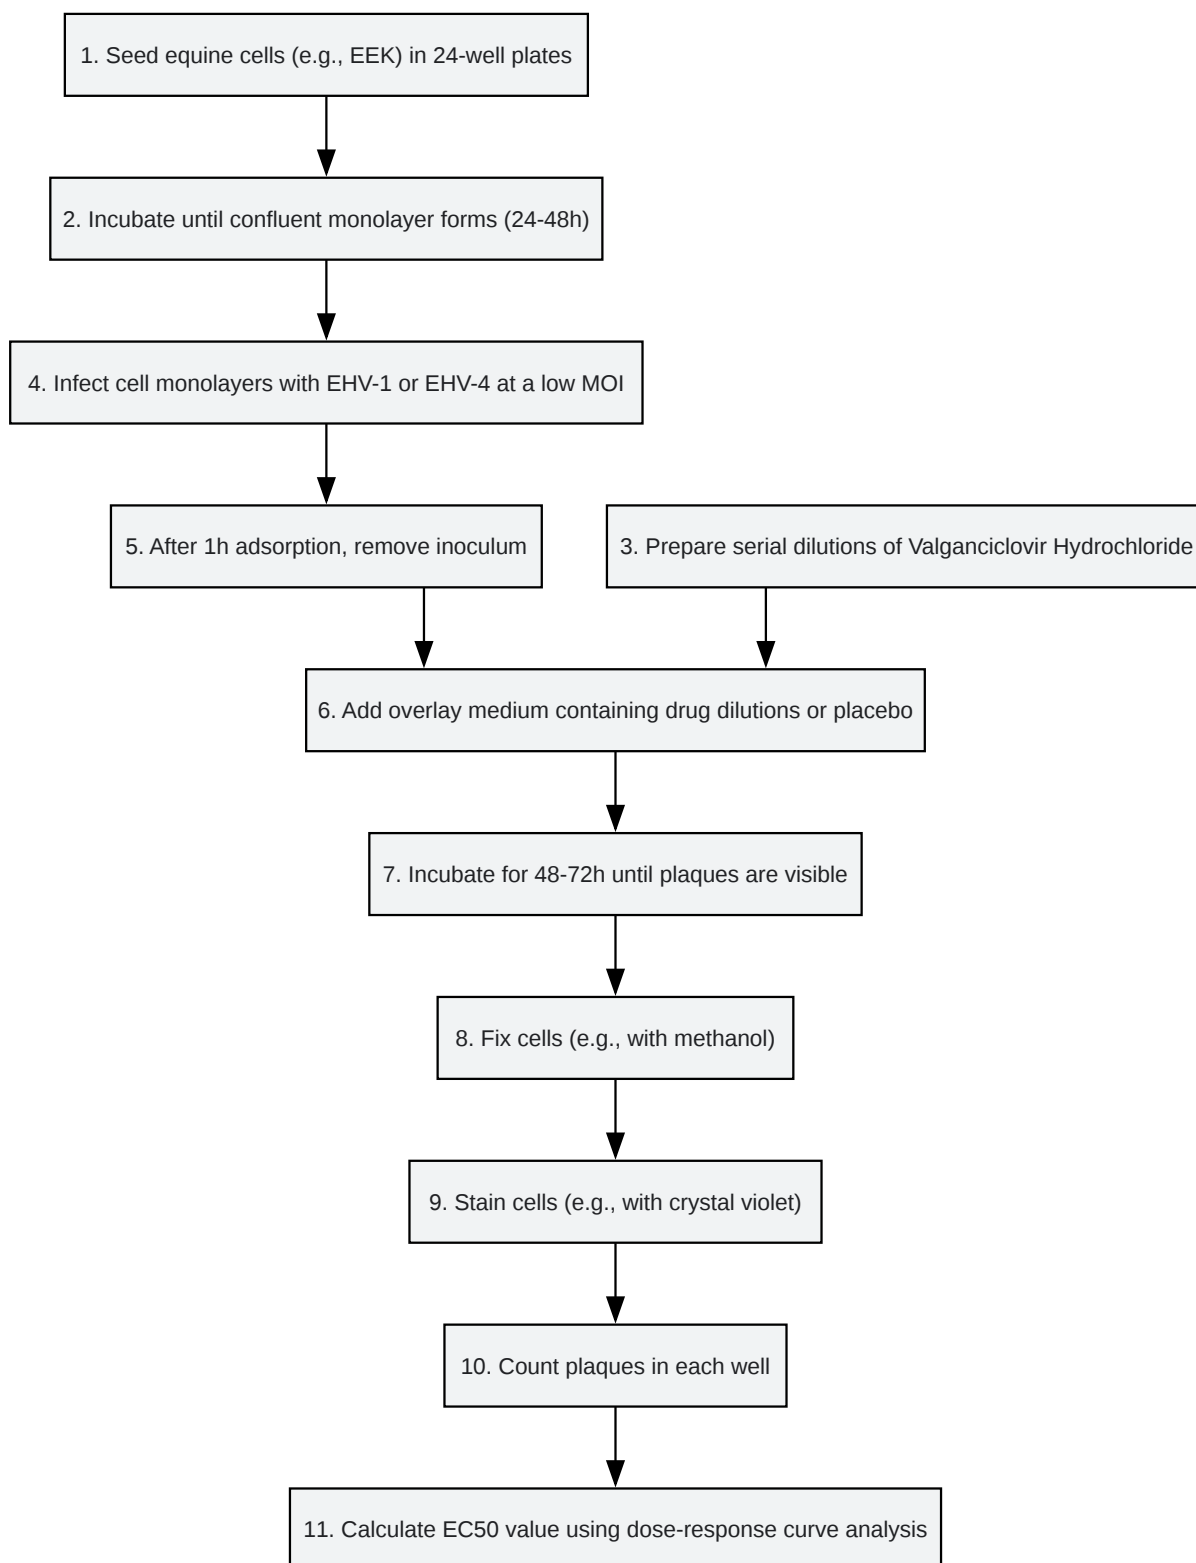 1. Seed equine cells (e.g., EEK) in 24-well plates
2. Incubate until confluent monolayer forms (24-48h)
4. Infect cell monolayers with EHV-1 or EHV-4 at a low MOI
5. After 1h adsorption, remove inoculum
3. Prepare serial dilutions of Valganciclovir Hydrochloride
6. Add overlay medium containing drug dilutions or placebo
7. Incubate for 48-72h until plaques are visible
8. Fix cells (e.g., with methanol)
9. Stain cells (e.g., with crystal violet)
10. Count plaques in each well
11. Calculate EC50 value using dose-response curve analysis